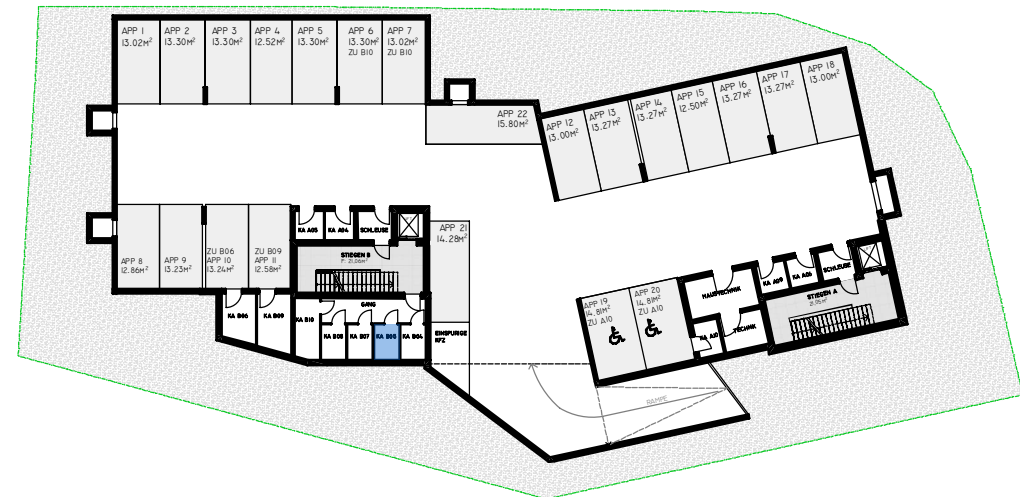 APP 1
13.02M²
APP 2
13.30M²
APP 3
13.30M²
APP 4
12.52M²
APP 5
13.30M²
APP 6
13.30M²
ZU B10
APP 7
13.02M²
ZU B10
APP 22
15.80M²
APP 12
13.00M²
APP 13
13.27M²
APP 14
13.27M²
APP 15
12.50M²
APP 16
13.27M²
APP 17
13.27M²
APP 18
13.00M²
APP 8
12.86M²
APP 9
13.23M²
ZU B06
APP 10
13.24M²
ZU B09
APP 11
12.58M²
KA A05
KA A04
SCHLEUSE
STIEGEN B
APP 21
14.28M²
KA B06
KA B09
KA B10
GANG
KA B08
KA B07
KA B05
KA B04
EINSPURIGE
KFZ
APP 19
14.81M²
ZU A10
APP 20
14.81M²
ZU A10
HAUPTTECHNIK
KA A10
TECHNIK
KA A09
KA A06
SCHLEUSE
STIEGEN A
RAMPE